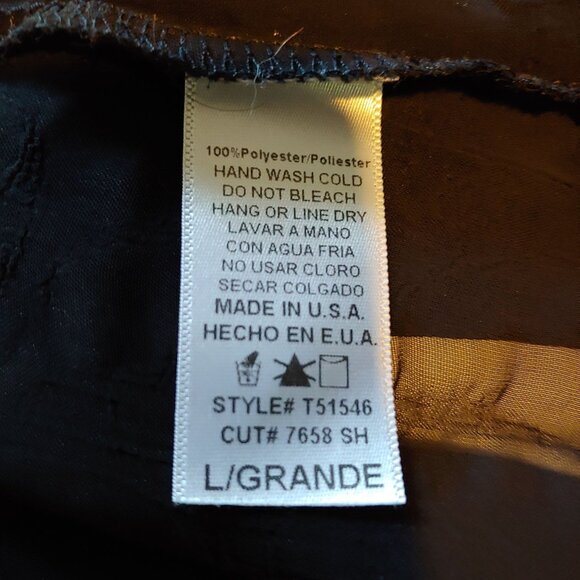 100%Polyester/Poliester
HAND WASH COLD
DO NOT BLEACH
HANG OR LINE DRY
LAVAR A MANO
CON AGUA FRIA
NO USAR CLORO
SECAR COLGADO
MADE IN U.S.A.
HECHO EN E.U.A.
STYLE# T51546
CUT# 7658 SH
L/GRANDE